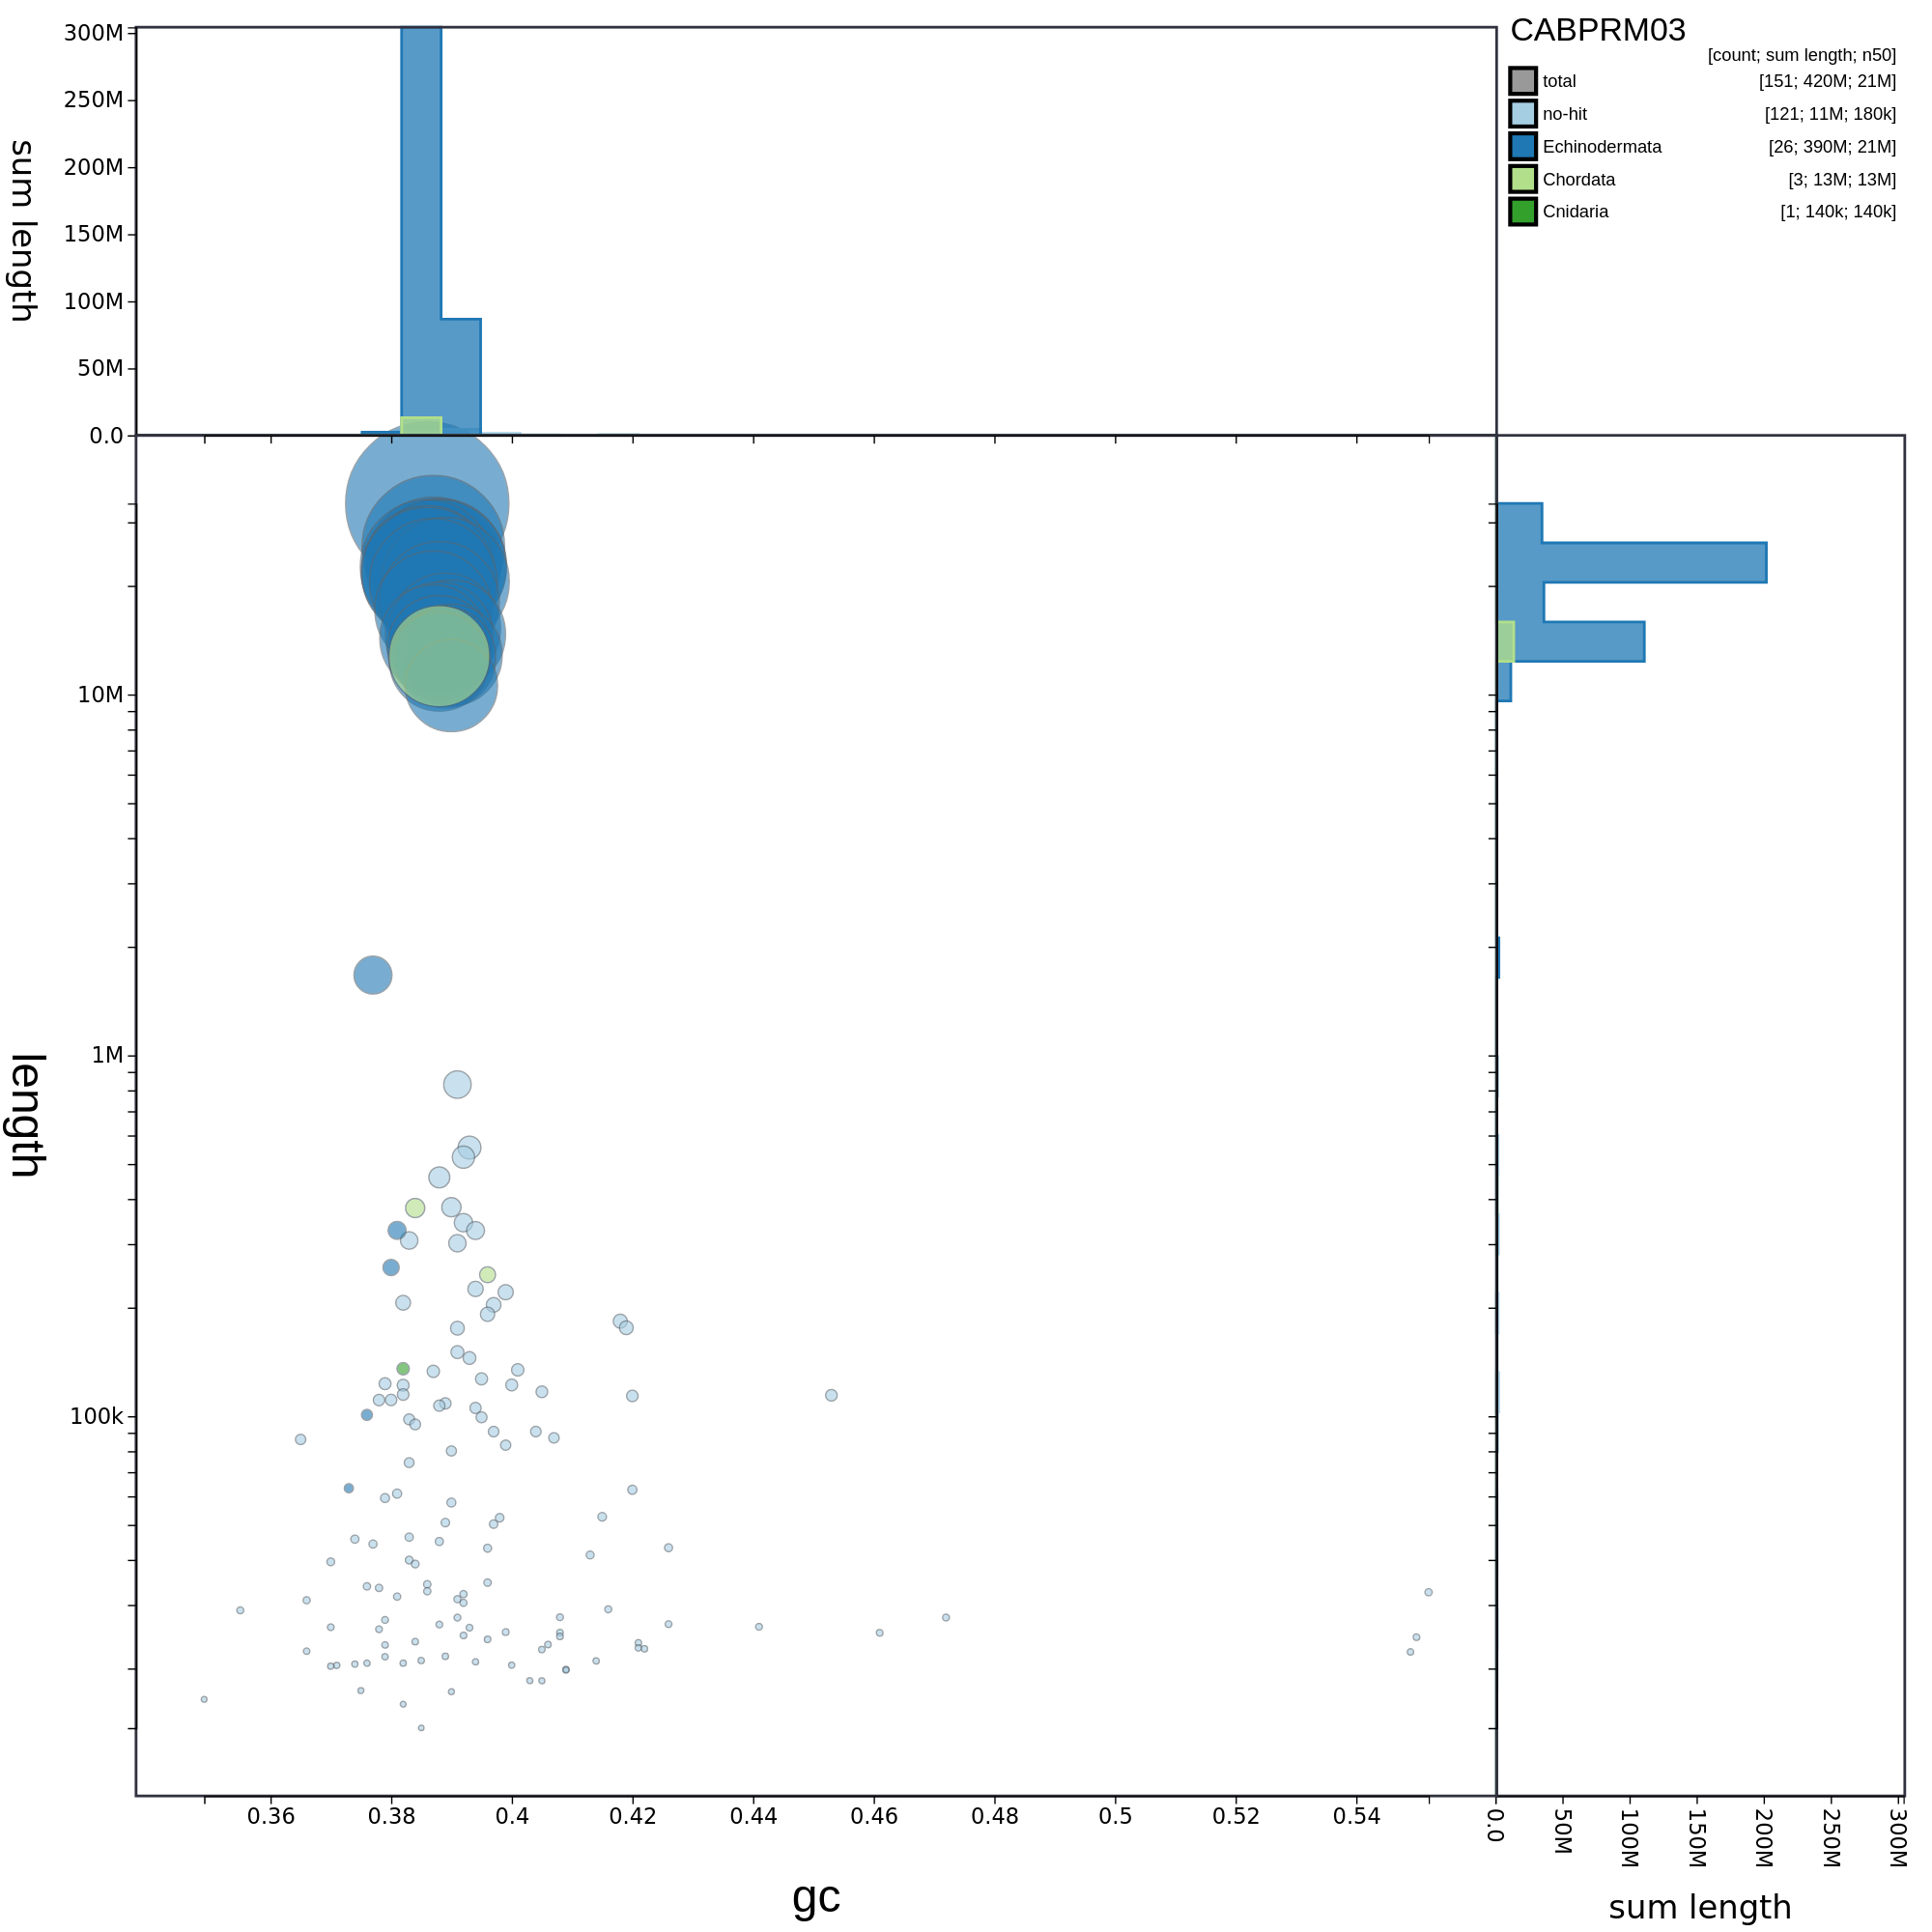 CABPRM03
[count; sum length; n50]
total [151; 420M; 21M]
no-hit [121; 11M; 180k]
Echinodermata [26; 390M; 21M]
Chordata [3; 13M; 13M]
Cnidaria [1; 140k; 140k]
300M
250M
200M
150M
100M
50M
0.0
sum length
10M
1M
100k
length
0.36 0.38 0.4 0.42 0.44 0.46 0.48 0.5 0.52 0.54
gc
0.0 50M 100M 150M 200M 250M 300M
sum length